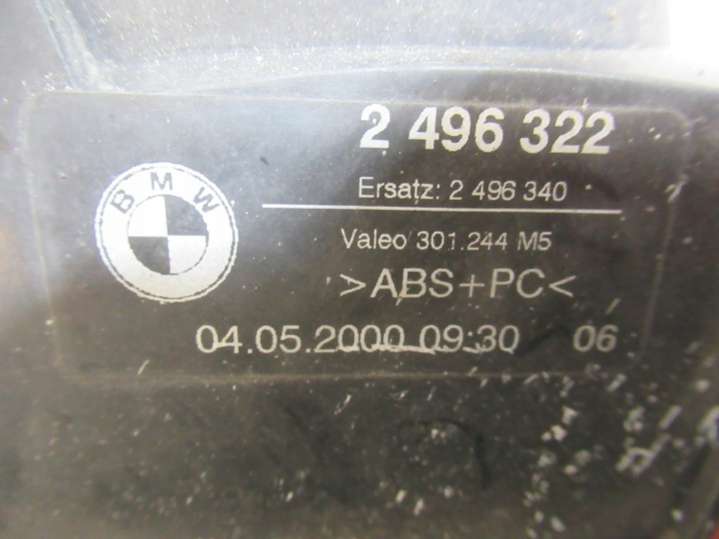 2 496 322
BMW
Ersatz: 2 496 340
Valeo 301.244 M5
>ABS+PC<
04.05.2000 09:30 06